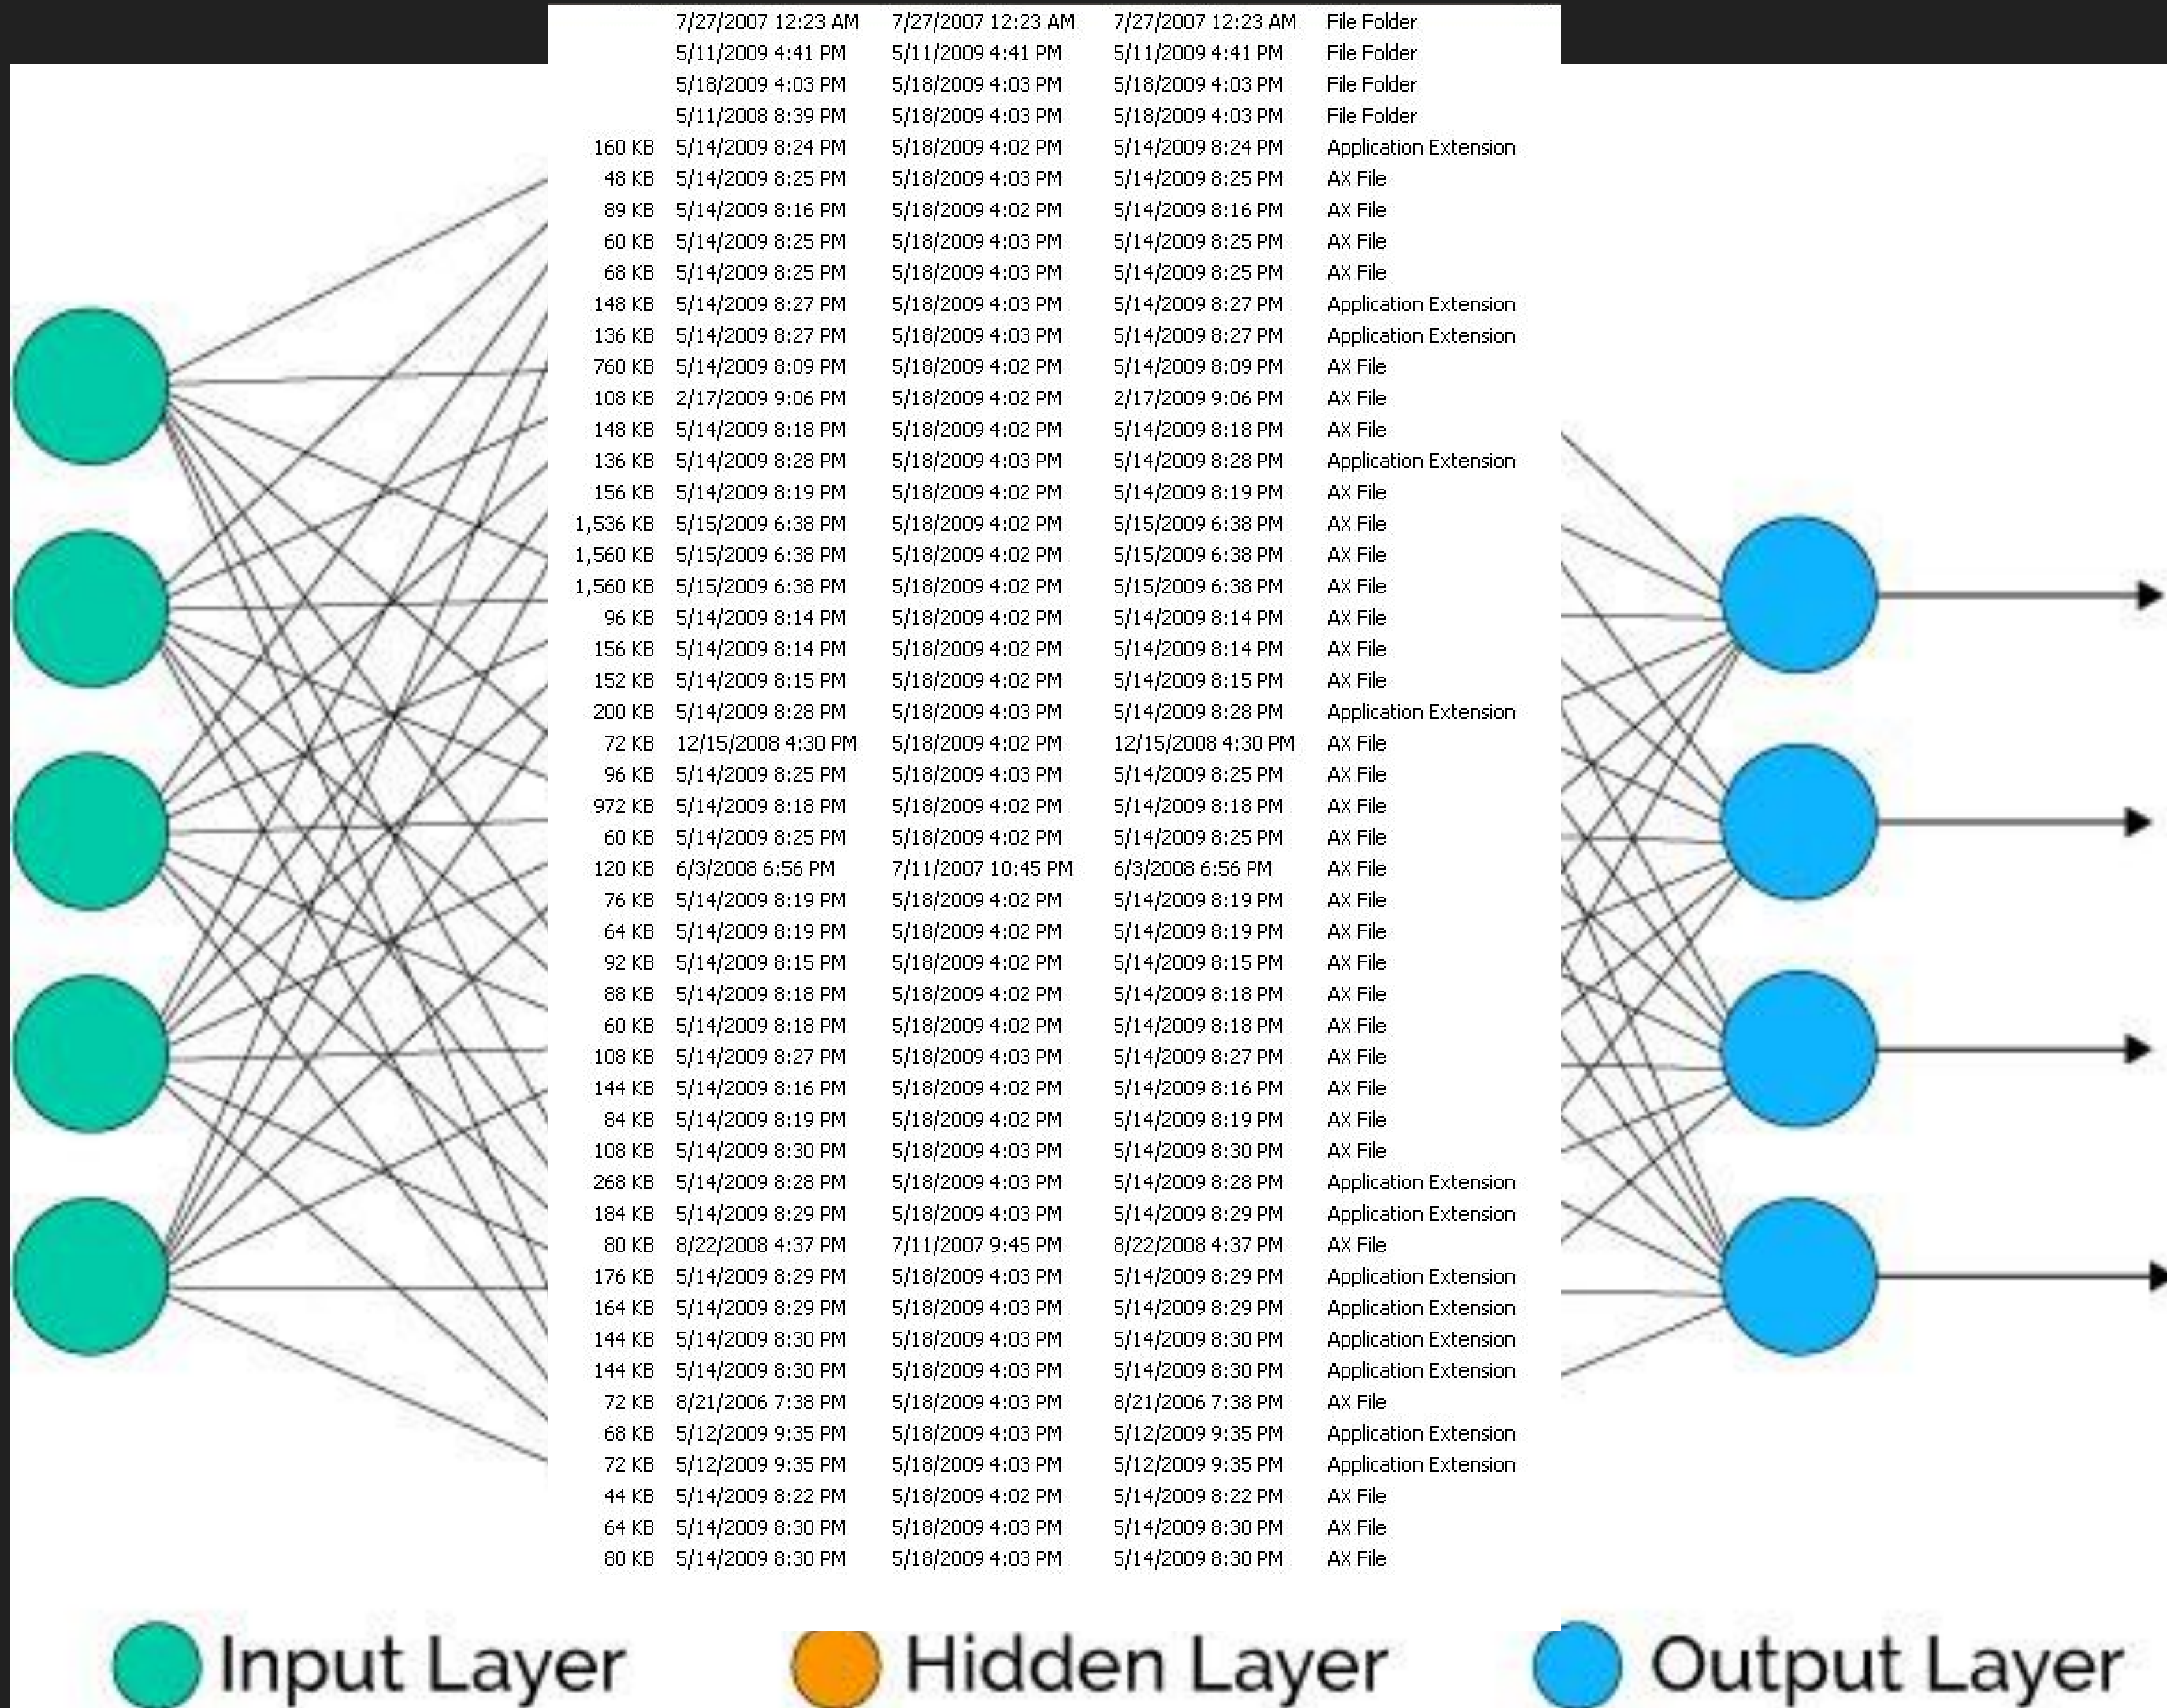 7/27/2007 12:23 AM 7/27/2007 12:23 AM 7/27/2007 12:23 AM File Folder
5/11/2009 4:41 PM 5/11/2009 4:41 PM 5/11/2009 4:41 PM File Folder
5/18/2009 4:03 PM 5/18/2009 4:03 PM 5/18/2009 4:03 PM File Folder
5/11/2008 8:39 PM 5/18/2009 4:03 PM 5/18/2009 4:03 PM File Folder
160 KB 5/14/2009 8:24 PM 5/18/2009 4:02 PM 5/14/2009 8:24 PM Application Extension
48 KB 5/14/2009 8:25 PM 5/18/2009 4:03 PM 5/14/2009 8:25 PM AX File
89 KB 5/14/2009 8:16 PM 5/18/2009 4:02 PM 5/14/2009 8:16 PM AX File
60 KB 5/14/2009 8:25 PM 5/18/2009 4:03 PM 5/14/2009 8:25 PM AX File
68 KB 5/14/2009 8:25 PM 5/18/2009 4:03 PM 5/14/2009 8:25 PM AX File
148 KB 5/14/2009 8:27 PM 5/18/2009 4:03 PM 5/14/2009 8:27 PM Application Extension
136 KB 5/14/2009 8:27 PM 5/18/2009 4:03 PM 5/14/2009 8:27 PM Application Extension
760 KB 5/14/2009 8:09 PM 5/18/2009 4:02 PM 5/14/2009 8:09 PM AX File
108 KB 2/17/2009 9:06 PM 5/18/2009 4:02 PM 2/17/2009 9:06 PM AX File
148 KB 5/14/2009 8:18 PM 5/18/2009 4:02 PM 5/14/2009 8:18 PM AX File
136 KB 5/14/2009 8:28 PM 5/18/2009 4:03 PM 5/14/2009 8:28 PM Application Extension
156 KB 5/14/2009 8:19 PM 5/18/2009 4:02 PM 5/14/2009 8:19 PM AX File
1,536 KB 5/15/2009 6:38 PM 5/18/2009 4:02 PM 5/15/2009 6:38 PM AX File
1,560 KB 5/15/2009 6:38 PM 5/18/2009 4:02 PM 5/15/2009 6:38 PM AX File
1,560 KB 5/15/2009 6:38 PM 5/18/2009 4:02 PM 5/15/2009 6:38 PM AX File
96 KB 5/14/2009 8:14 PM 5/18/2009 4:02 PM 5/14/2009 8:14 PM AX File
156 KB 5/14/2009 8:14 PM 5/18/2009 4:02 PM 5/14/2009 8:14 PM AX File
152 KB 5/14/2009 8:15 PM 5/18/2009 4:02 PM 5/14/2009 8:15 PM AX File
200 KB 5/14/2009 8:28 PM 5/18/2009 4:03 PM 5/14/2009 8:28 PM Application Extension
72 KB 12/15/2008 4:30 PM 5/18/2009 4:02 PM 12/15/2008 4:30 PM AX File
96 KB 5/14/2009 8:25 PM 5/18/2009 4:03 PM 5/14/2009 8:25 PM AX File
972 KB 5/14/2009 8:18 PM 5/18/2009 4:02 PM 5/14/2009 8:18 PM AX File
60 KB 5/14/2009 8:25 PM 5/18/2009 4:02 PM 5/14/2009 8:25 PM AX File
120 KB 6/3/2008 6:56 PM 7/11/2007 10:45 PM 6/3/2008 6:56 PM AX File
76 KB 5/14/2009 8:19 PM 5/18/2009 4:02 PM 5/14/2009 8:19 PM AX File
64 KB 5/14/2009 8:19 PM 5/18/2009 4:02 PM 5/14/2009 8:19 PM AX File
92 KB 5/14/2009 8:15 PM 5/18/2009 4:02 PM 5/14/2009 8:15 PM AX File
88 KB 5/14/2009 8:18 PM 5/18/2009 4:02 PM 5/14/2009 8:18 PM AX File
60 KB 5/14/2009 8:18 PM 5/18/2009 4:02 PM 5/14/2009 8:18 PM AX File
108 KB 5/14/2009 8:27 PM 5/18/2009 4:03 PM 5/14/2009 8:27 PM AX File
144 KB 5/14/2009 8:16 PM 5/18/2009 4:02 PM 5/14/2009 8:16 PM AX File
84 KB 5/14/2009 8:19 PM 5/18/2009 4:02 PM 5/14/2009 8:19 PM AX File
108 KB 5/14/2009 8:30 PM 5/18/2009 4:03 PM 5/14/2009 8:30 PM AX File
268 KB 5/14/2009 8:28 PM 5/18/2009 4:03 PM 5/14/2009 8:28 PM Application Extension
184 KB 5/14/2009 8:29 PM 5/18/2009 4:03 PM 5/14/2009 8:29 PM Application Extension
80 KB 8/22/2008 4:37 PM 7/11/2007 9:45 PM 8/22/2008 4:37 PM AX File
176 KB 5/14/2009 8:29 PM 5/18/2009 4:03 PM 5/14/2009 8:29 PM Application Extension
164 KB 5/14/2009 8:29 PM 5/18/2009 4:03 PM 5/14/2009 8:29 PM Application Extension
144 KB 5/14/2009 8:30 PM 5/18/2009 4:03 PM 5/14/2009 8:30 PM Application Extension
144 KB 5/14/2009 8:30 PM 5/18/2009 4:03 PM 5/14/2009 8:30 PM Application Extension
72 KB 8/21/2006 7:38 PM 5/18/2009 4:03 PM 8/21/2006 7:38 PM AX File
68 KB 5/12/2009 9:35 PM 5/18/2009 4:03 PM 5/12/2009 9:35 PM Application Extension
72 KB 5/12/2009 9:35 PM 5/18/2009 4:03 PM 5/12/2009 9:35 PM Application Extension
44 KB 5/14/2009 8:22 PM 5/18/2009 4:02 PM 5/14/2009 8:22 PM AX File
64 KB 5/14/2009 8:30 PM 5/18/2009 4:03 PM 5/14/2009 8:30 PM AX File
80 KB 5/14/2009 8:30 PM 5/18/2009 4:03 PM 5/14/2009 8:30 PM AX File
Input Layer Hidden Layer Output Layer